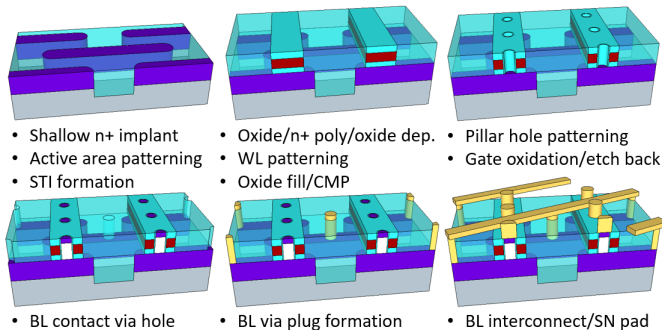 • Shallow n+ implant
• Active area patterning
• STI formation
• Oxide/n+ poly/oxide dep.
• WL patterning
• Oxide fill/CMP
• Pillar hole patterning
• Gate oxidation/etch back
• BL contact via hole
• BL via plug formation
• BL interconnect/SN pad